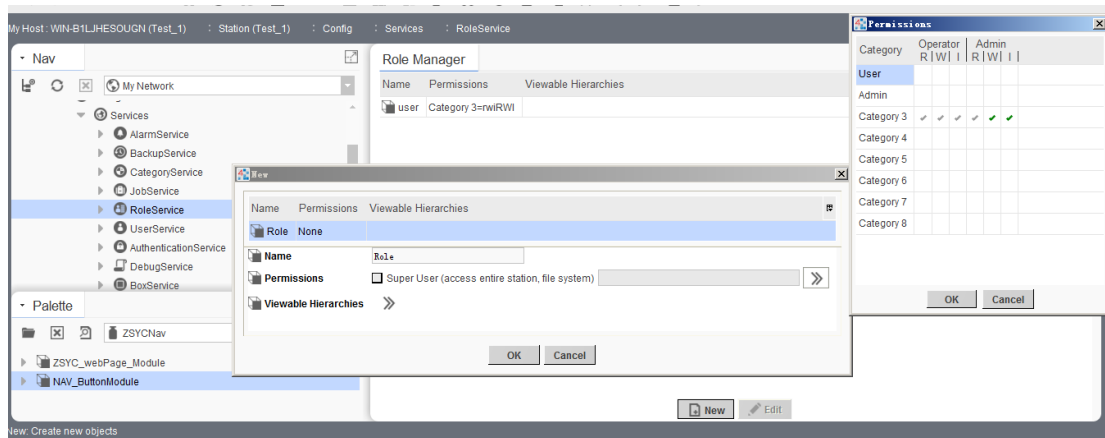 My Host : WIN-B1LJHESOUGN (Test_1) : Station (Test_1) : Config : Services : RoleService
Nav
My Network
Services
AlarmService
BackupService
CategoryService
JobService
RoleService
UserService
AuthenticationService
DebugService
BoxService
Palette
ZSYCNav
ZSYC_webPage_Module
NAV_ButtonModule
Role Manager
Name Permissions Viewable Hierarchies
user Category 3=rwiRWI
New
Name Permissions Viewable Hierarchies
Role None
Name Role
Permissions Super User (access entire station, file system)
Viewable Hierarchies
OK Cancel
New Edit
Permissions
Category Operator Admin
R W I R W I
User
Admin
Category 3
Category 4
Category 5
Category 6
Category 7
Category 8
OK Cancel
New: Create new objects